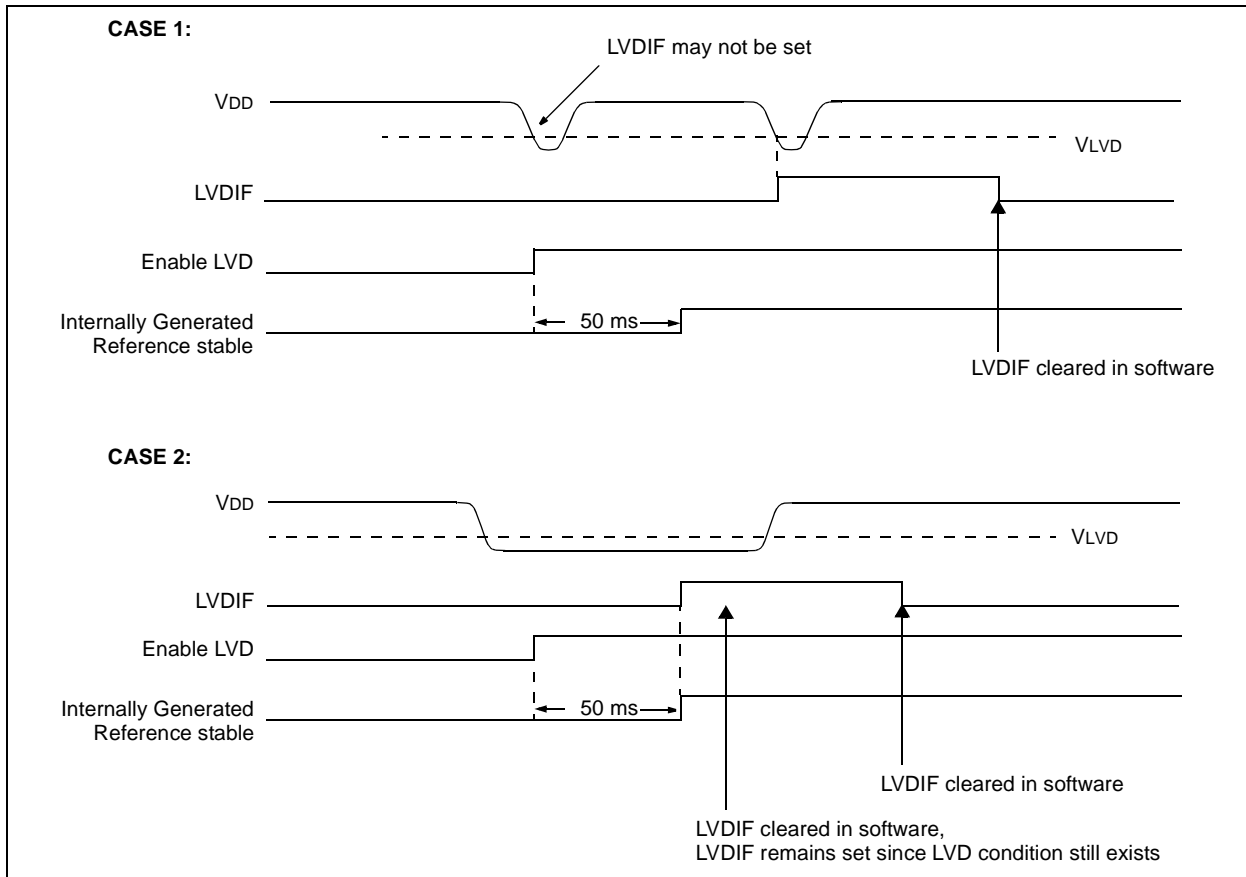 CASE 1:
LVDIF may not be set
VDD
VLVD
LVDIF
Enable LVD
50 ms
Internally Generated
Reference stable
LVDIF cleared in software
CASE 2:
VDD
VLVD
LVDIF
Enable LVD
50 ms
Internally Generated
Reference stable
LVDIF cleared in software
LVDIF cleared in software,
LVDIF remains set since LVD condition still exists